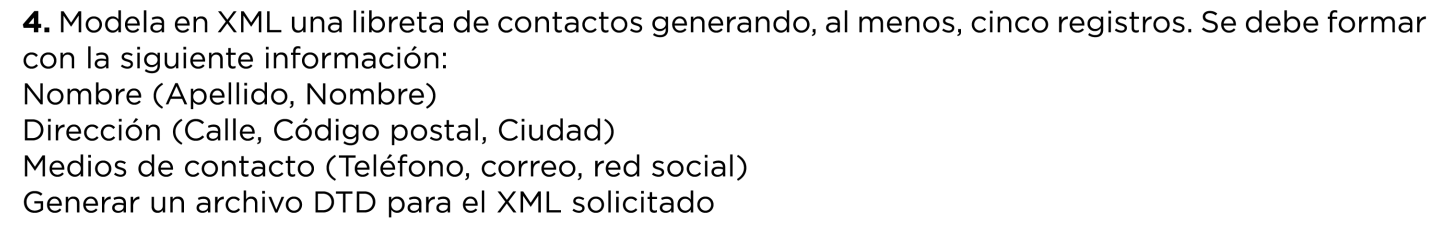 4. Modela en XML una libreta de contactos generando, al menos, cinco registros. Se debe formar
con la siguiente información:
Nombre (Apellido, Nombre)
Dirección (Calle, Código postal, Ciudad)
Medios de contacto (Teléfono, correo, red social)
Generar un archivo DTD para el XML solicitado